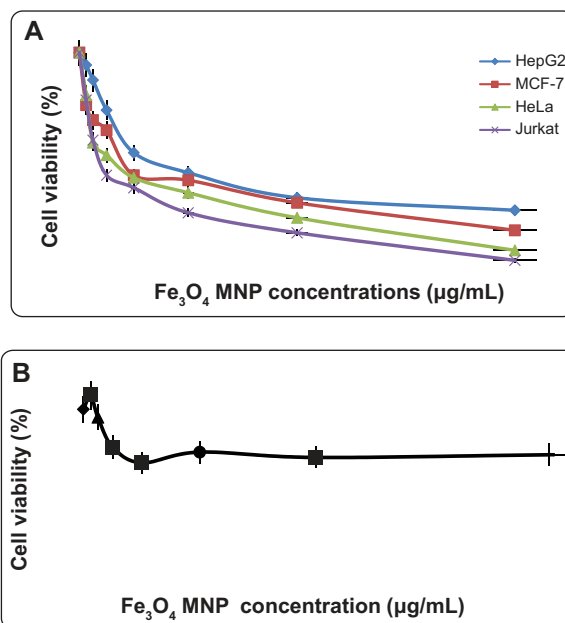 A
HepG2
MCF-7
HeLa
Jurkat
Cell viability (%)
Fe₃O₄ MNP concentrations (µg/mL)
B
Cell viability (%)
Fe₃O₄ MNP concentration (µg/mL)